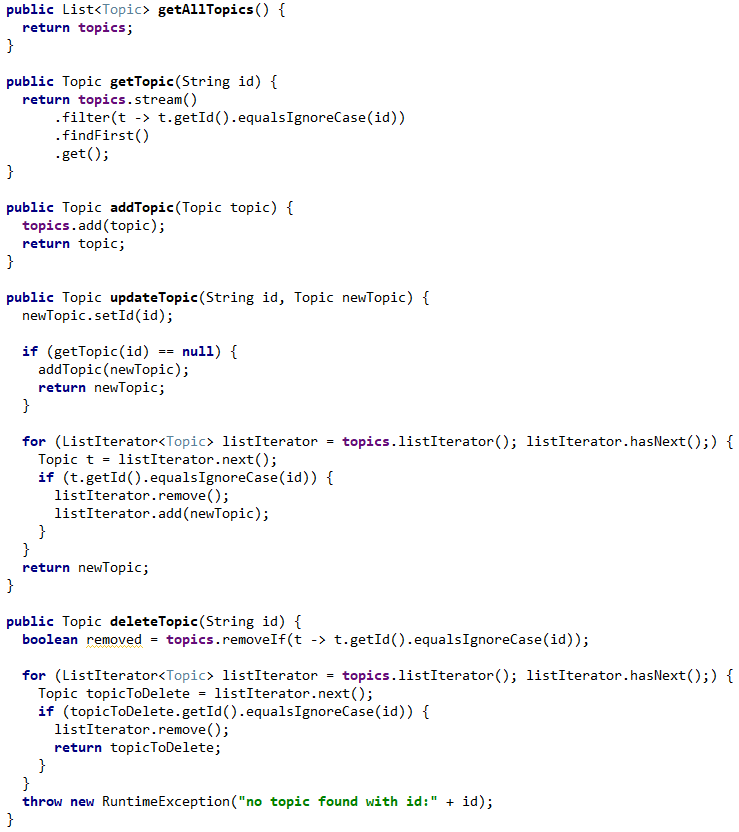 public List<Topic> getAllTopics() {
  return topics;
}

public Topic getTopic(String id) {
  return topics.stream()
      .filter(t -> t.getId().equalsIgnoreCase(id))
      .findFirst()
      .get();
}

public Topic addTopic(Topic topic) {
  topics.add(topic);
  return topic;
}

public Topic updateTopic(String id, Topic newTopic) {
  newTopic.setId(id);

  if (getTopic(id) == null) {
    addTopic(newTopic);
    return newTopic;
  }

  for (ListIterator<Topic> listIterator = topics.listIterator(); listIterator.hasNext();) {
    Topic t = listIterator.next();
    if (t.getId().equalsIgnoreCase(id)) {
      listIterator.remove();
      listIterator.add(newTopic);
    }
  }
  return newTopic;
}

public Topic deleteTopic(String id) {
  boolean removed = topics.removeIf(t -> t.getId().equalsIgnoreCase(id));

  for (ListIterator<Topic> listIterator = topics.listIterator(); listIterator.hasNext();) {
    Topic topicToDelete = listIterator.next();
    if (topicToDelete.getId().equalsIgnoreCase(id)) {
      listIterator.remove();
      return topicToDelete;
    }
  }
  throw new RuntimeException("no topic found with id:" + id);
}